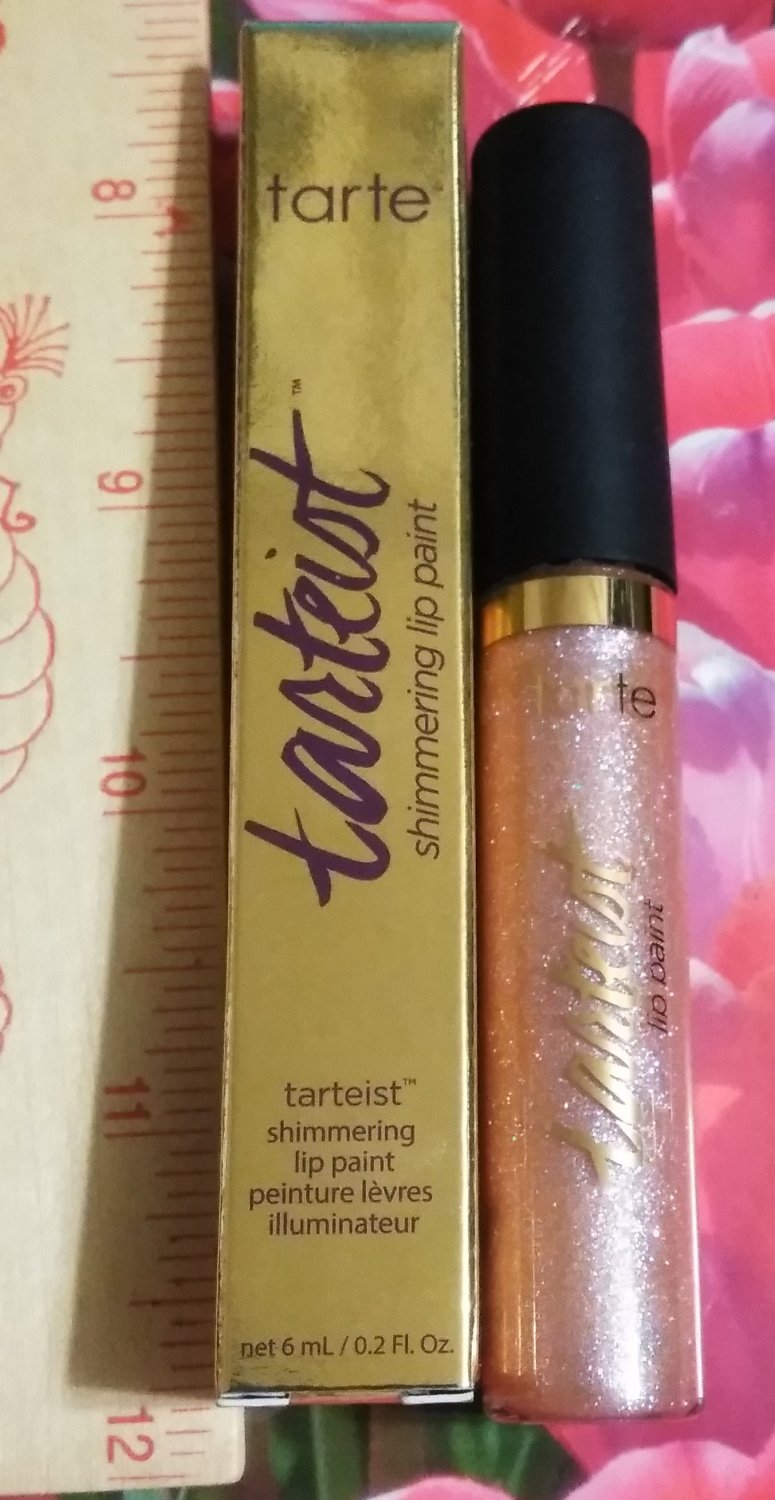 8
9
10
11
12
tarte
tarteist™
shimmering lip paint
tarteist™
shimmering
lip paint
peinture lèvres
illuminateur
net 6 mL / 0.2 Fl. Oz.
tarte
tarteist
lip paint